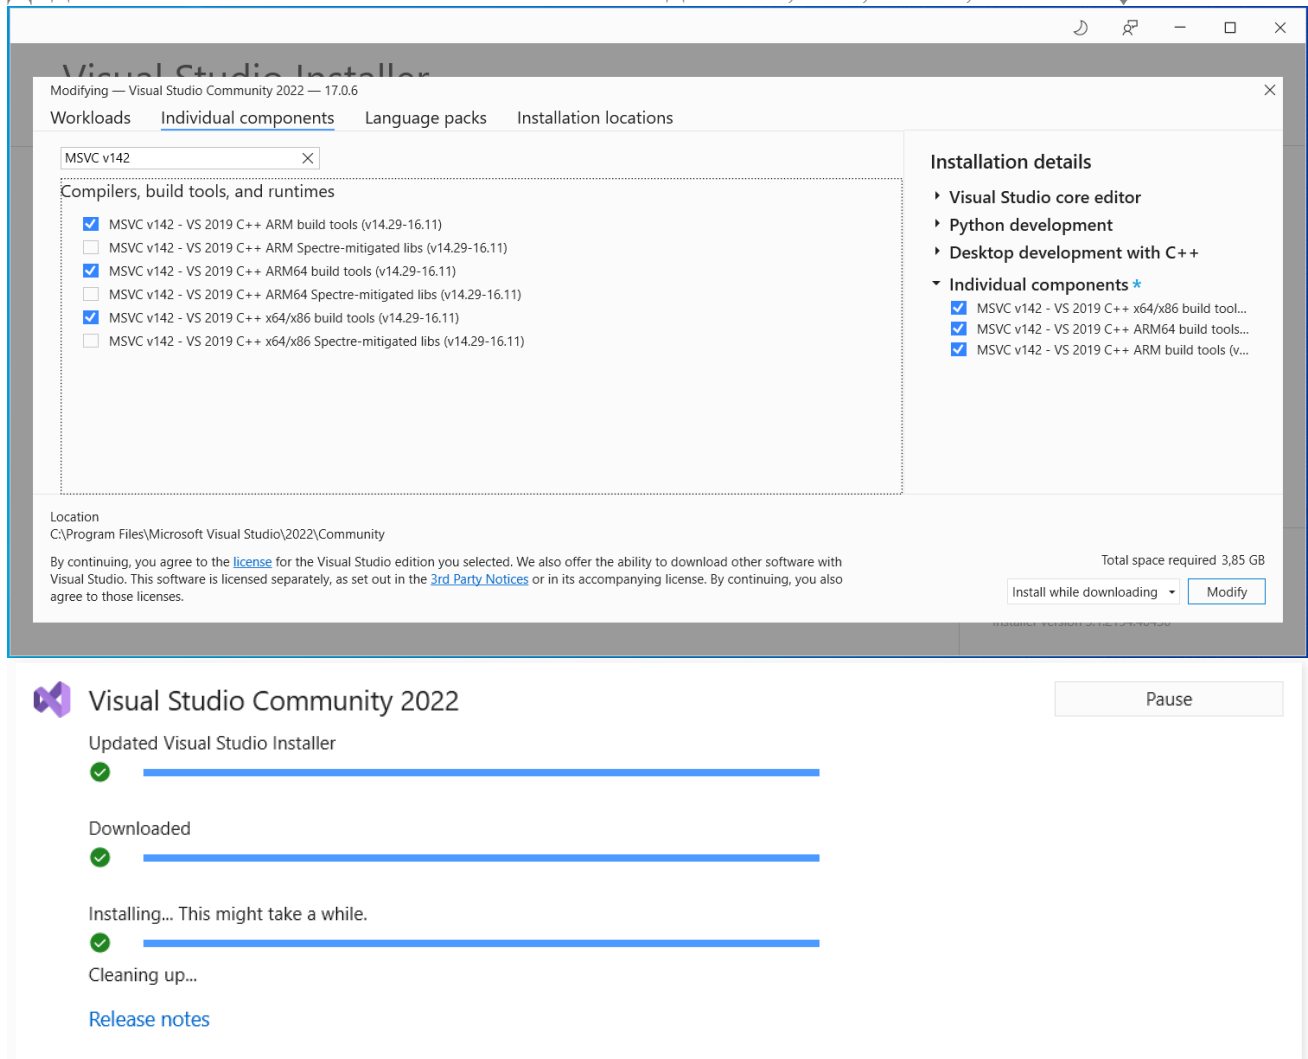 Visual Studio Installer
Modifying — Visual Studio Community 2022 — 17.0.6
Workloads Individual components Language packs Installation locations
MSVC v142
Compilers, build tools, and runtimes
MSVC v142 - VS 2019 C++ ARM build tools (v14.29-16.11)
MSVC v142 - VS 2019 C++ ARM Spectre-mitigated libs (v14.29-16.11)
MSVC v142 - VS 2019 C++ ARM64 build tools (v14.29-16.11)
MSVC v142 - VS 2019 C++ ARM64 Spectre-mitigated libs (v14.29-16.11)
MSVC v142 - VS 2019 C++ x64/x86 build tools (v14.29-16.11)
MSVC v142 - VS 2019 C++ x64/x86 Spectre-mitigated libs (v14.29-16.11)
Installation details
Visual Studio core editor
Python development
Desktop development with C++
Individual components *
MSVC v142 - VS 2019 C++ x64/x86 build tool...
MSVC v142 - VS 2019 C++ ARM64 build tools...
MSVC v142 - VS 2019 C++ ARM build tools (v...
Location
C:\Program Files\Microsoft Visual Studio\2022\Community
By continuing, you agree to the license for the Visual Studio edition you selected. We also offer the ability to download other software with
Visual Studio. This software is licensed separately, as set out in the 3rd Party Notices or in its accompanying license. By continuing, you also
agree to those licenses.
Total space required 3,85 GB
Install while downloading
Modify
Visual Studio Community 2022
Pause
Updated Visual Studio Installer
Downloaded
Installing... This might take a while.
Cleaning up...
Release notes